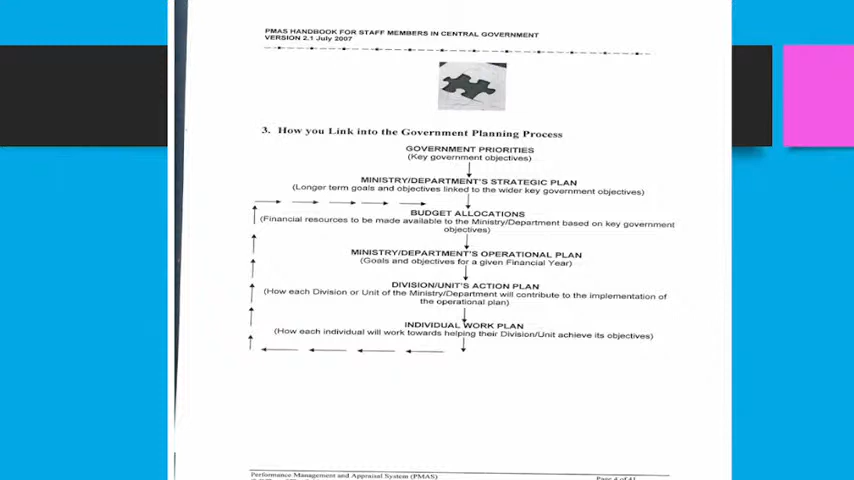 PMAS HANDBOOK FOR STAFF MEMBERS IN CENTRAL GOVERNMENT
VERSION 2.1 July 2007
3. How you Link into the Government Planning Process
GOVERNMENT PRIORITIES
(Key government objectives)
MINISTRY/DEPARTMENT'S STRATEGIC PLAN
(Longer term goals and objectives linked to the wider key government objectives)
BUDGET ALLOCATIONS
(Financial resources to be made available to the Ministry/Department based on key government
objectives)
MINISTRY/DEPARTMENT'S OPERATIONAL PLAN
(Goals and objectives for a given Financial Year)
DIVISION/UNIT'S ACTION PLAN
(How each Division or Unit of the Ministry/Department will contribute to the implementation of
the operational plan)
INDIVIDUAL WORK PLAN
(How each individual will work towards helping their Division/Unit achieve its objectives)
Performance Management and Appraisal System (PMAS)
Page 4 of 41